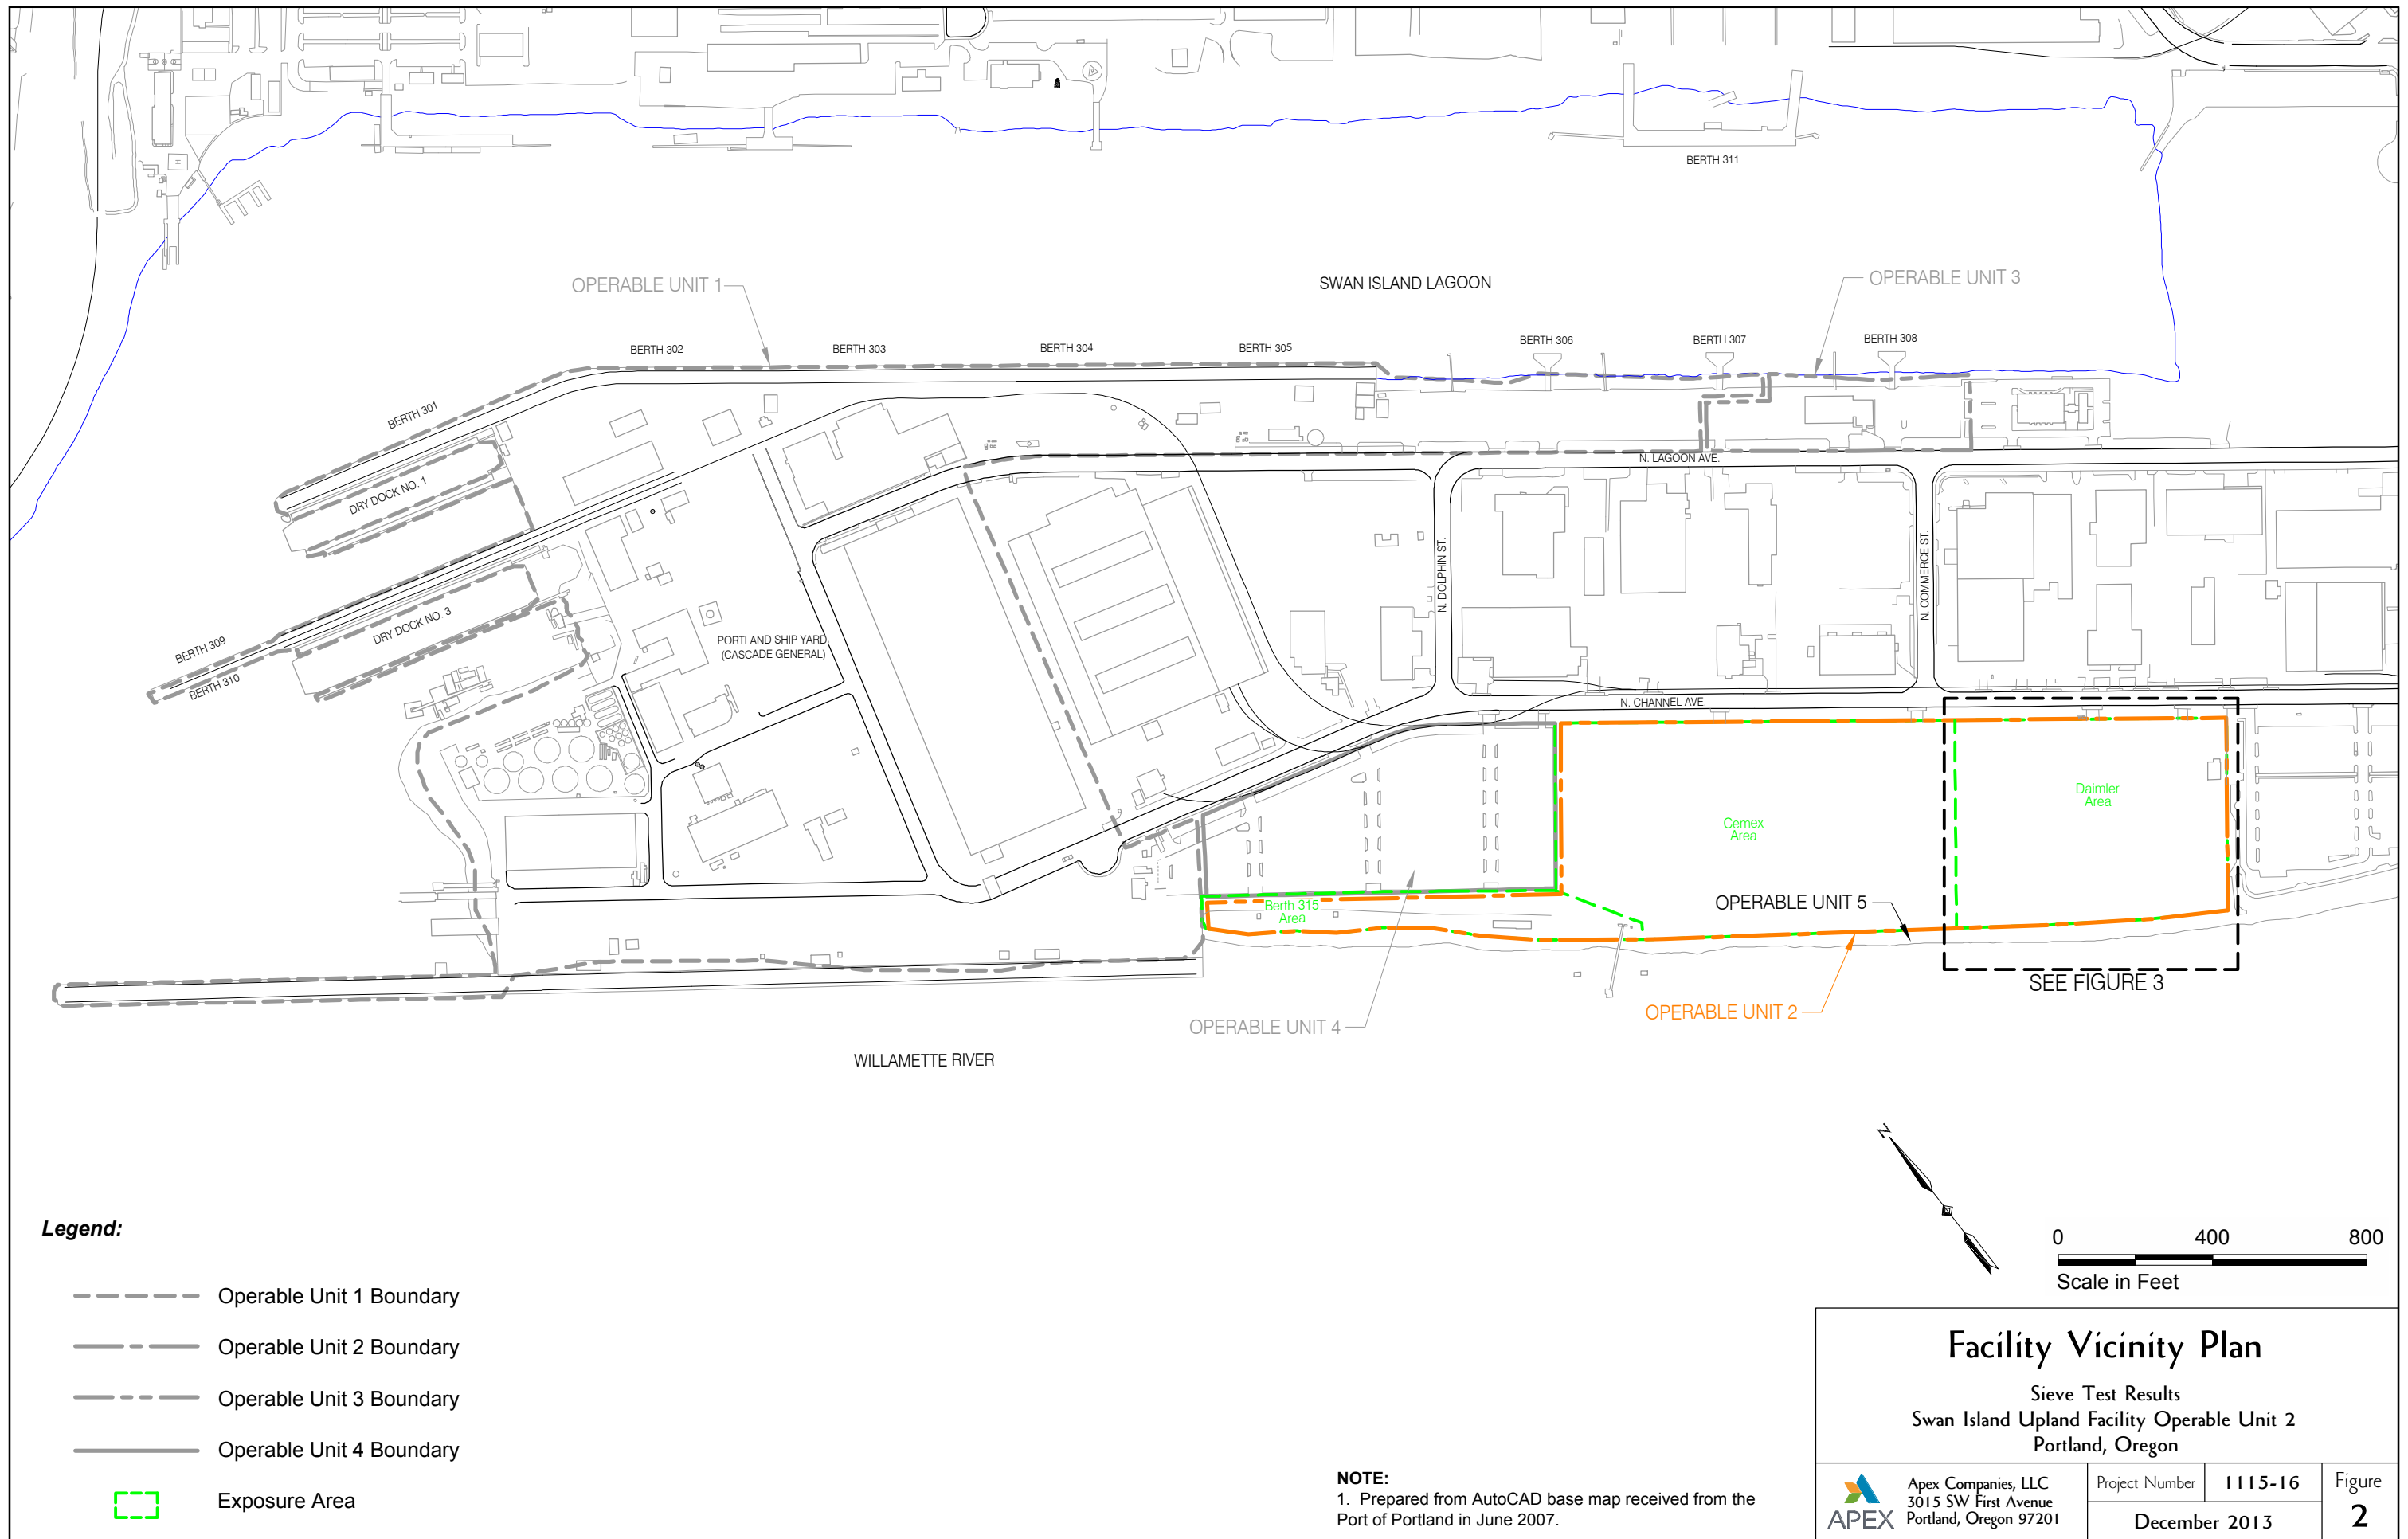 BERTH 311
OPERABLE UNIT 1
SWAN ISLAND LAGOON
OPERABLE UNIT 3
BERTH 302
BERTH 303
BERTH 304
BERTH 305
BERTH 306
BERTH 307
BERTH 308
BERTH 301
N. LAGOON AVE.
DRY DOCK NO. 1
N. DOLPHIN ST.
N. COMMERCE ST.
DRY DOCK NO. 3
BERTH 309
BERTH 310
PORTLAND SHIP YARD
(CASCADE GENERAL)
N. CHANNEL AVE.
Daimler
Area
Cemex
Area
Berth 315
Area
OPERABLE UNIT 5
SEE FIGURE 3
OPERABLE UNIT 2
OPERABLE UNIT 4
WILLAMETTE RIVER
N
0 400 800
Scale in Feet
Legend:
Operable Unit 1 Boundary
Operable Unit 2 Boundary
Operable Unit 3 Boundary
Operable Unit 4 Boundary
Exposure Area
NOTE:
1. Prepared from AutoCAD base map received from the
Port of Portland in June 2007.
Facility Vicinity Plan
Sieve Test Results
Swan Island Upland Facility Operable Unit 2
Portland, Oregon
APEX
Apex Companies, LLC
3015 SW First Avenue
Portland, Oregon 97201
Project Number 1115-16
December 2013
Figure
2